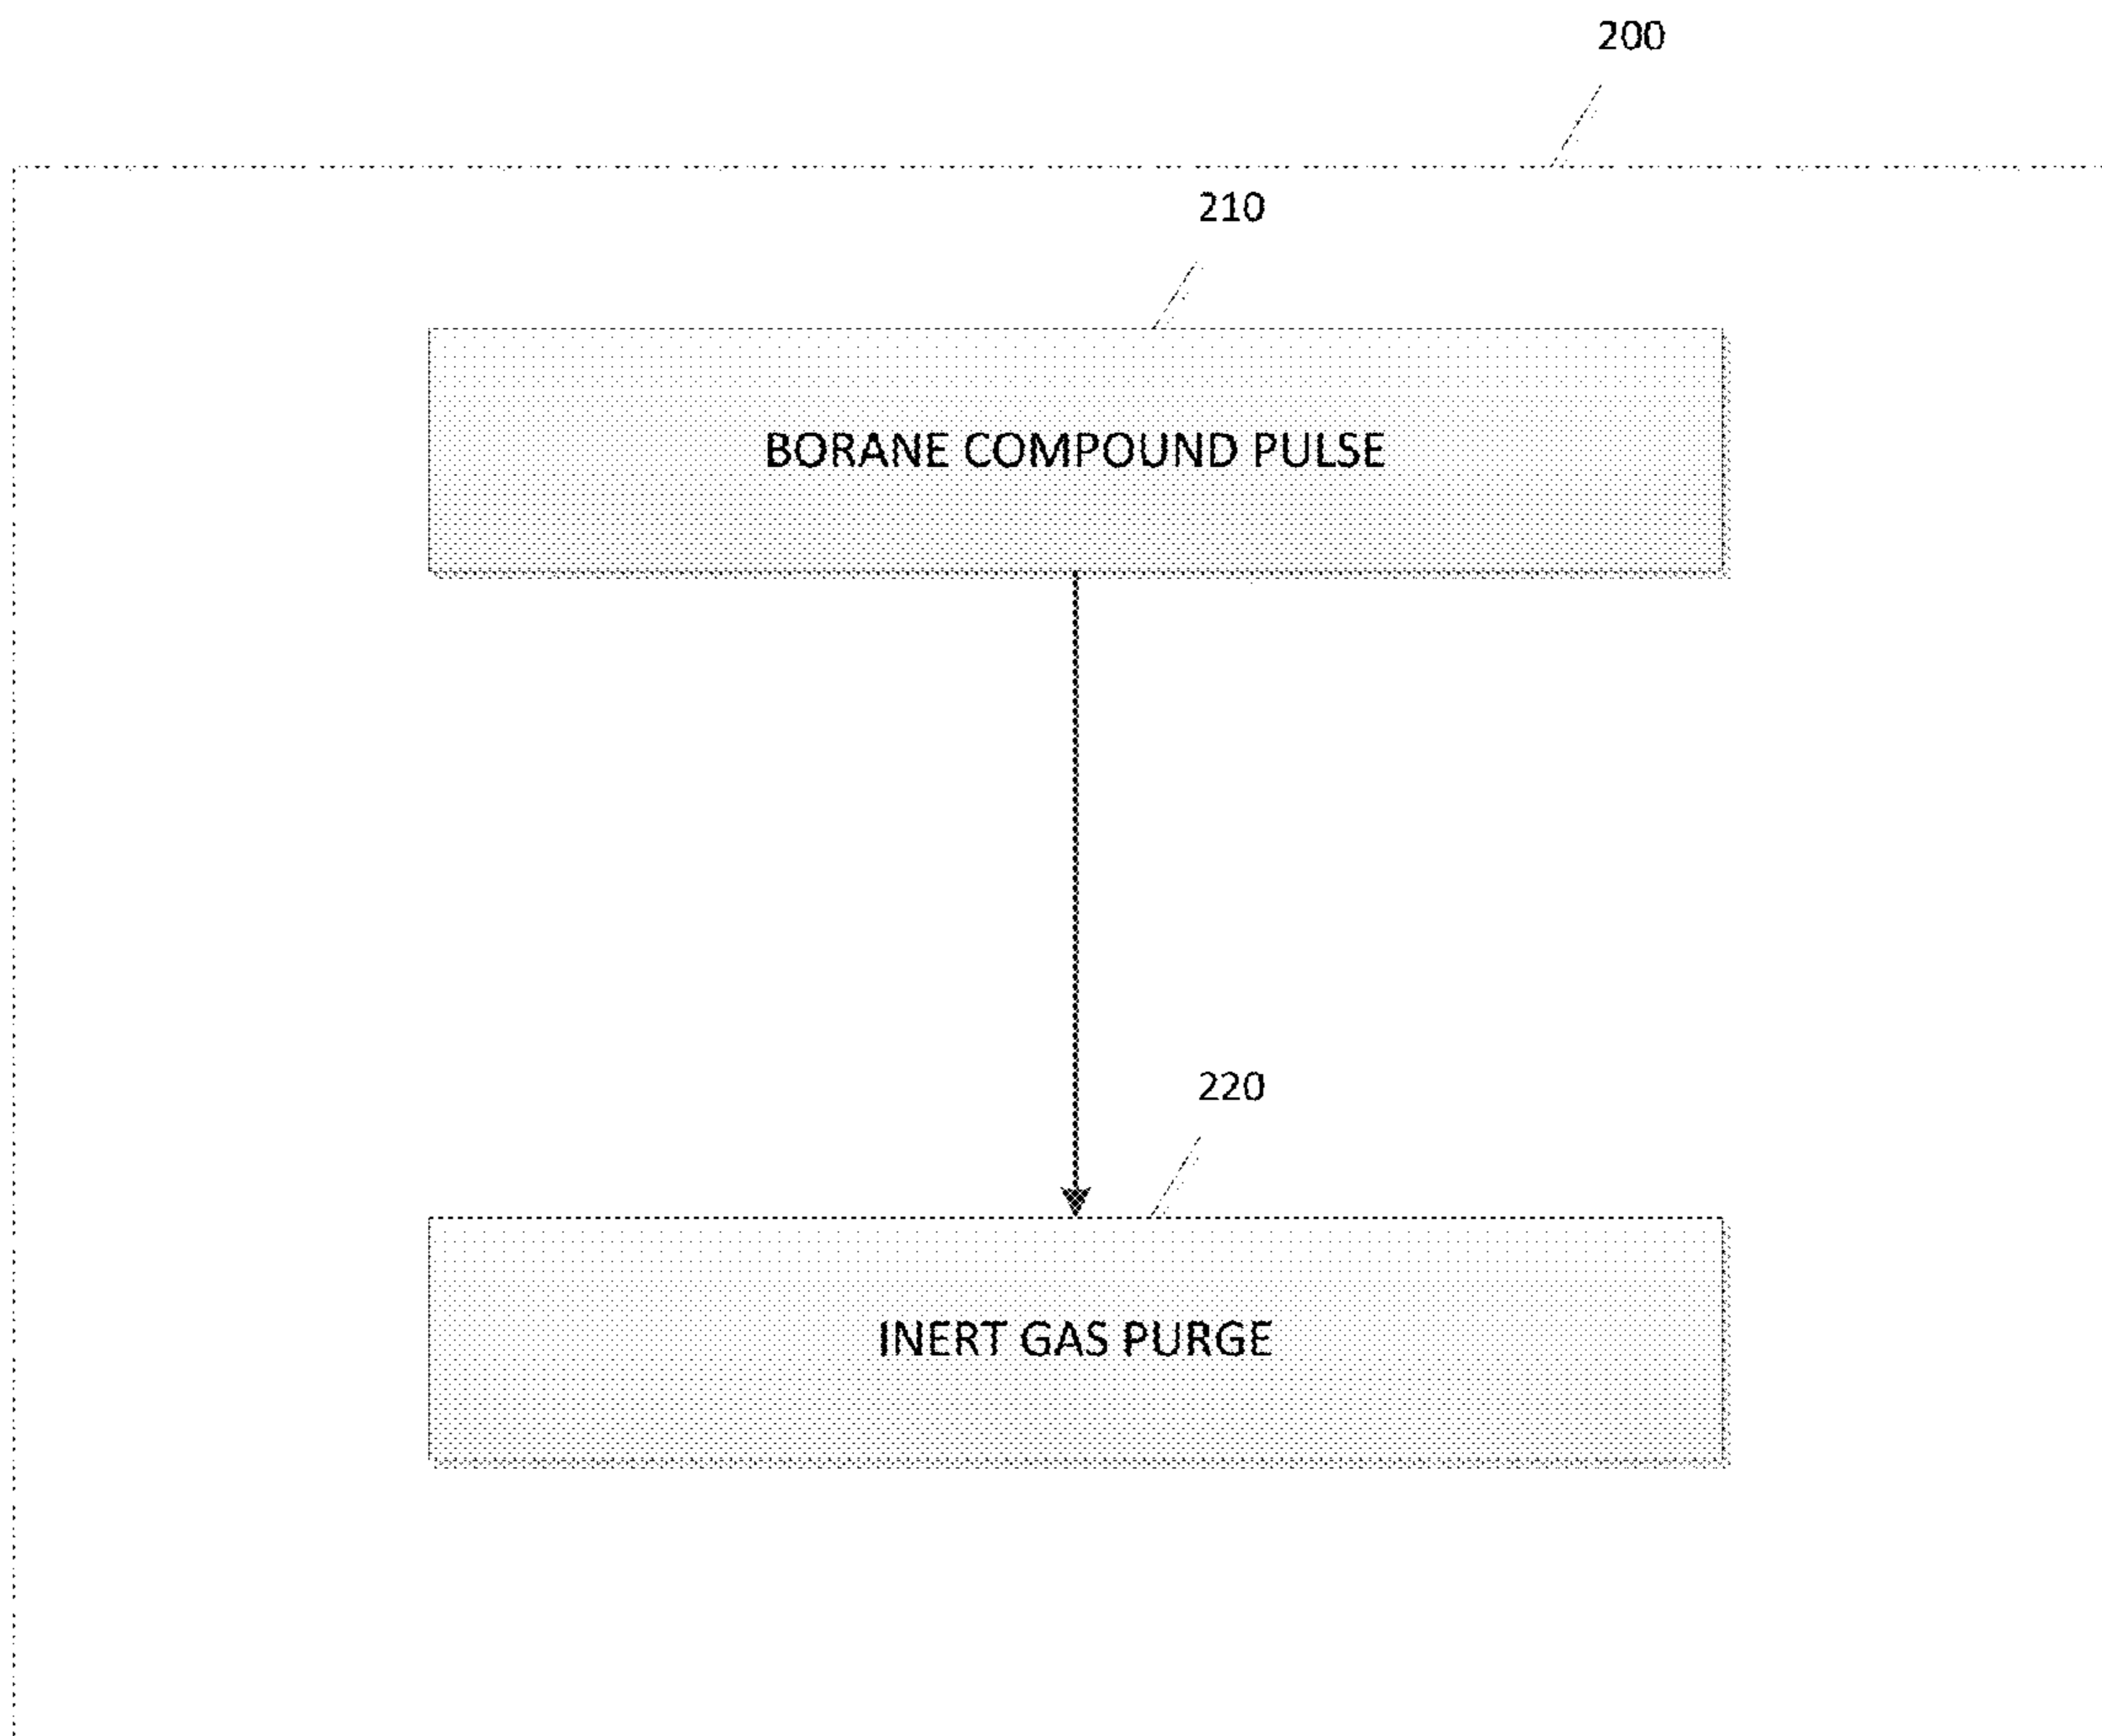 200
210
BORANE COMPOUND PULSE
220
INERT GAS PURGE